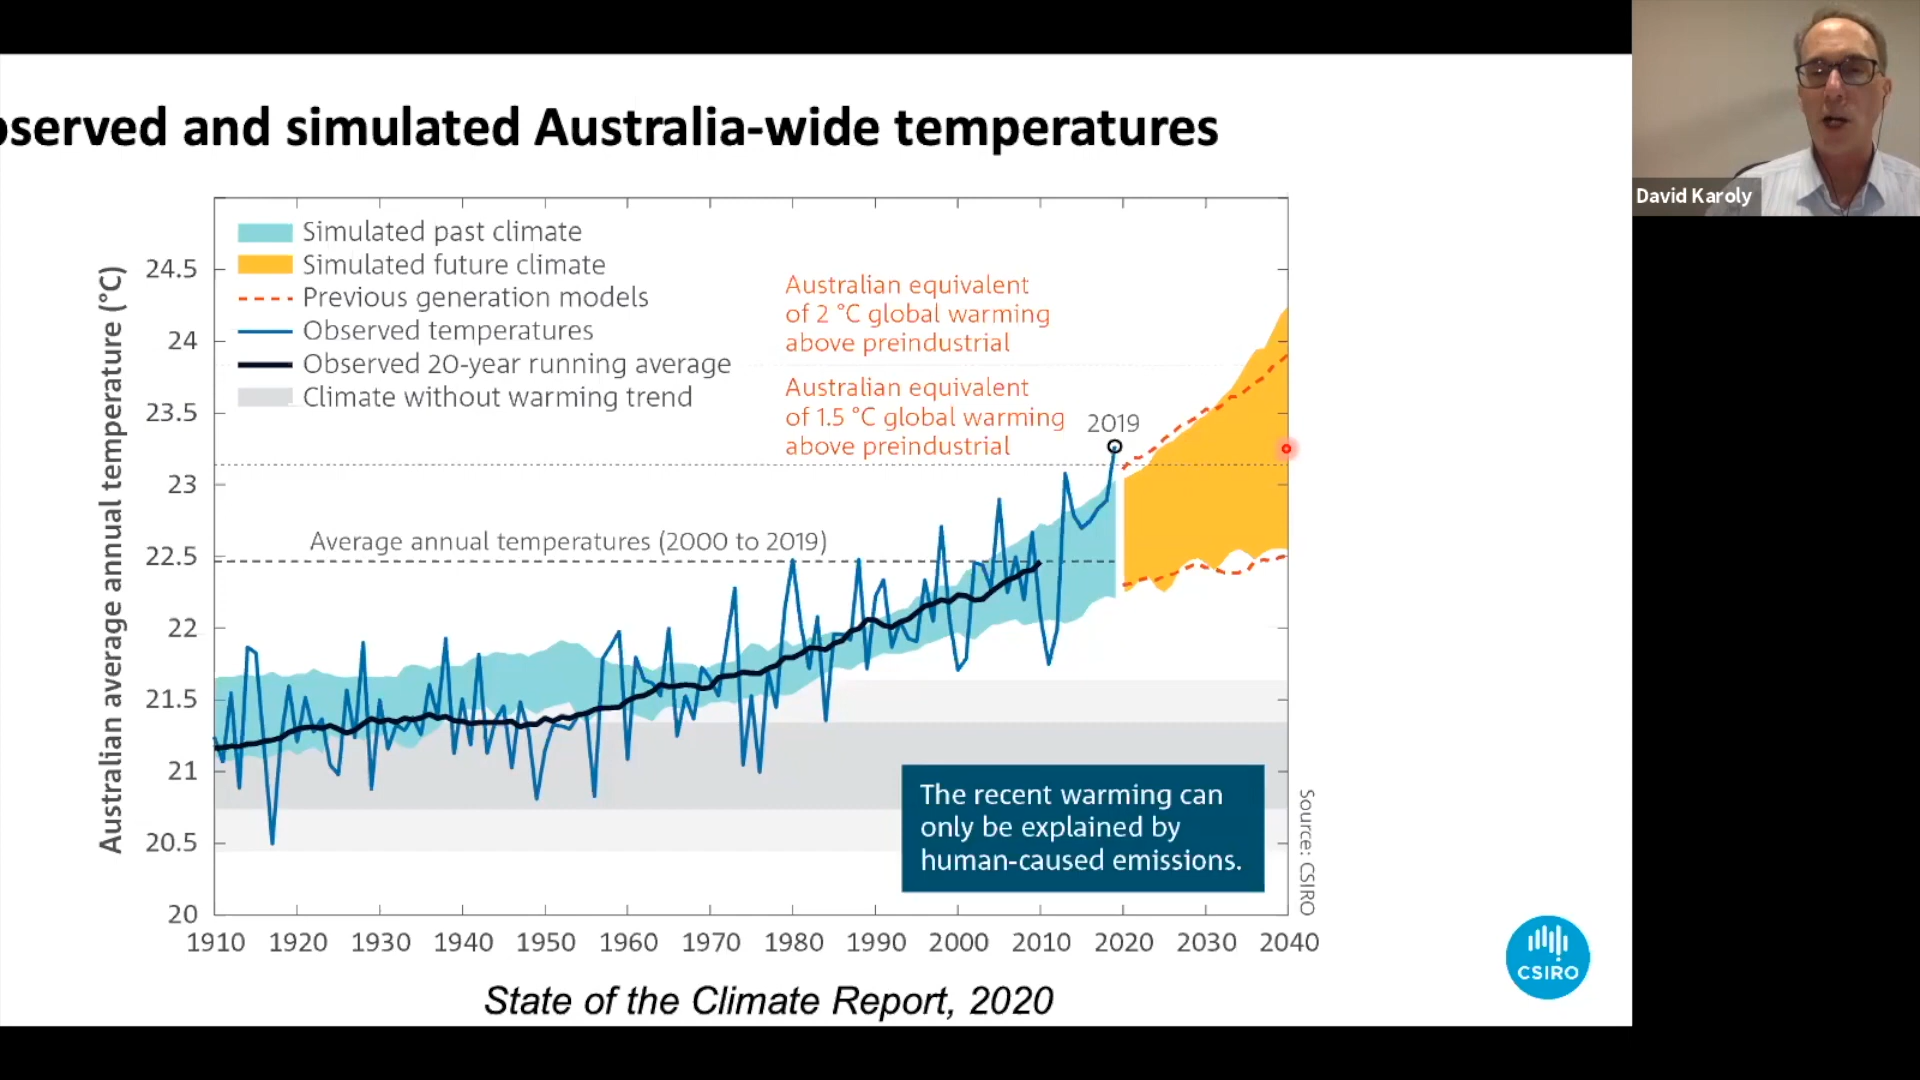 bserved and simulated Australia-wide temperatures
David Karoly
Simulated past climate
Simulated future climate
Previous generation models
Observed temperatures
Observed 20-year running average
Climate without warming trend
Australian equivalent
of 2 °C global warming
above preindustrial
Australian equivalent
of 1.5 °C global warming
above preindustrial
2019
Average annual temperatures (2000 to 2019)
Australian average annual temperature (°C)
24.5
24
23.5
23
22.5
22
21.5
21
20.5
20
The recent warming can
only be explained by
human-caused emissions.
Source: CSIRO
1910 1920 1930 1940 1950 1960 1970 1980 1990 2000 2010 2020 2030 2040
State of the Climate Report, 2020
CSIRO